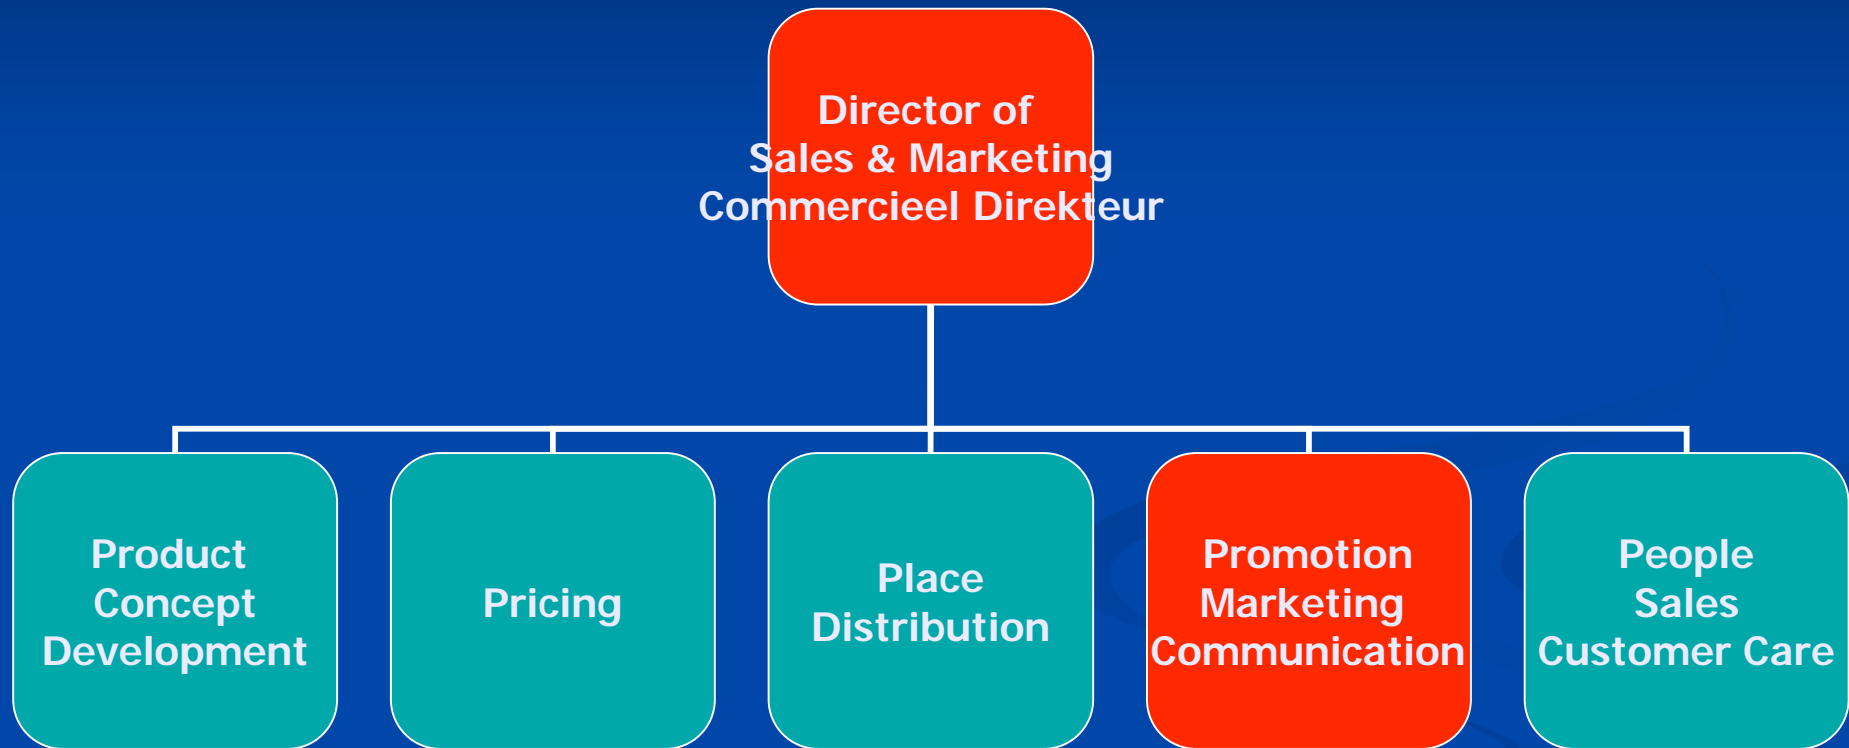 Director of
Sales & Marketing
Commercieel Direkteur
Product
Concept
Development
Pricing
Place
Distribution
Promotion
Marketing
Communication
People
Sales
Customer Care